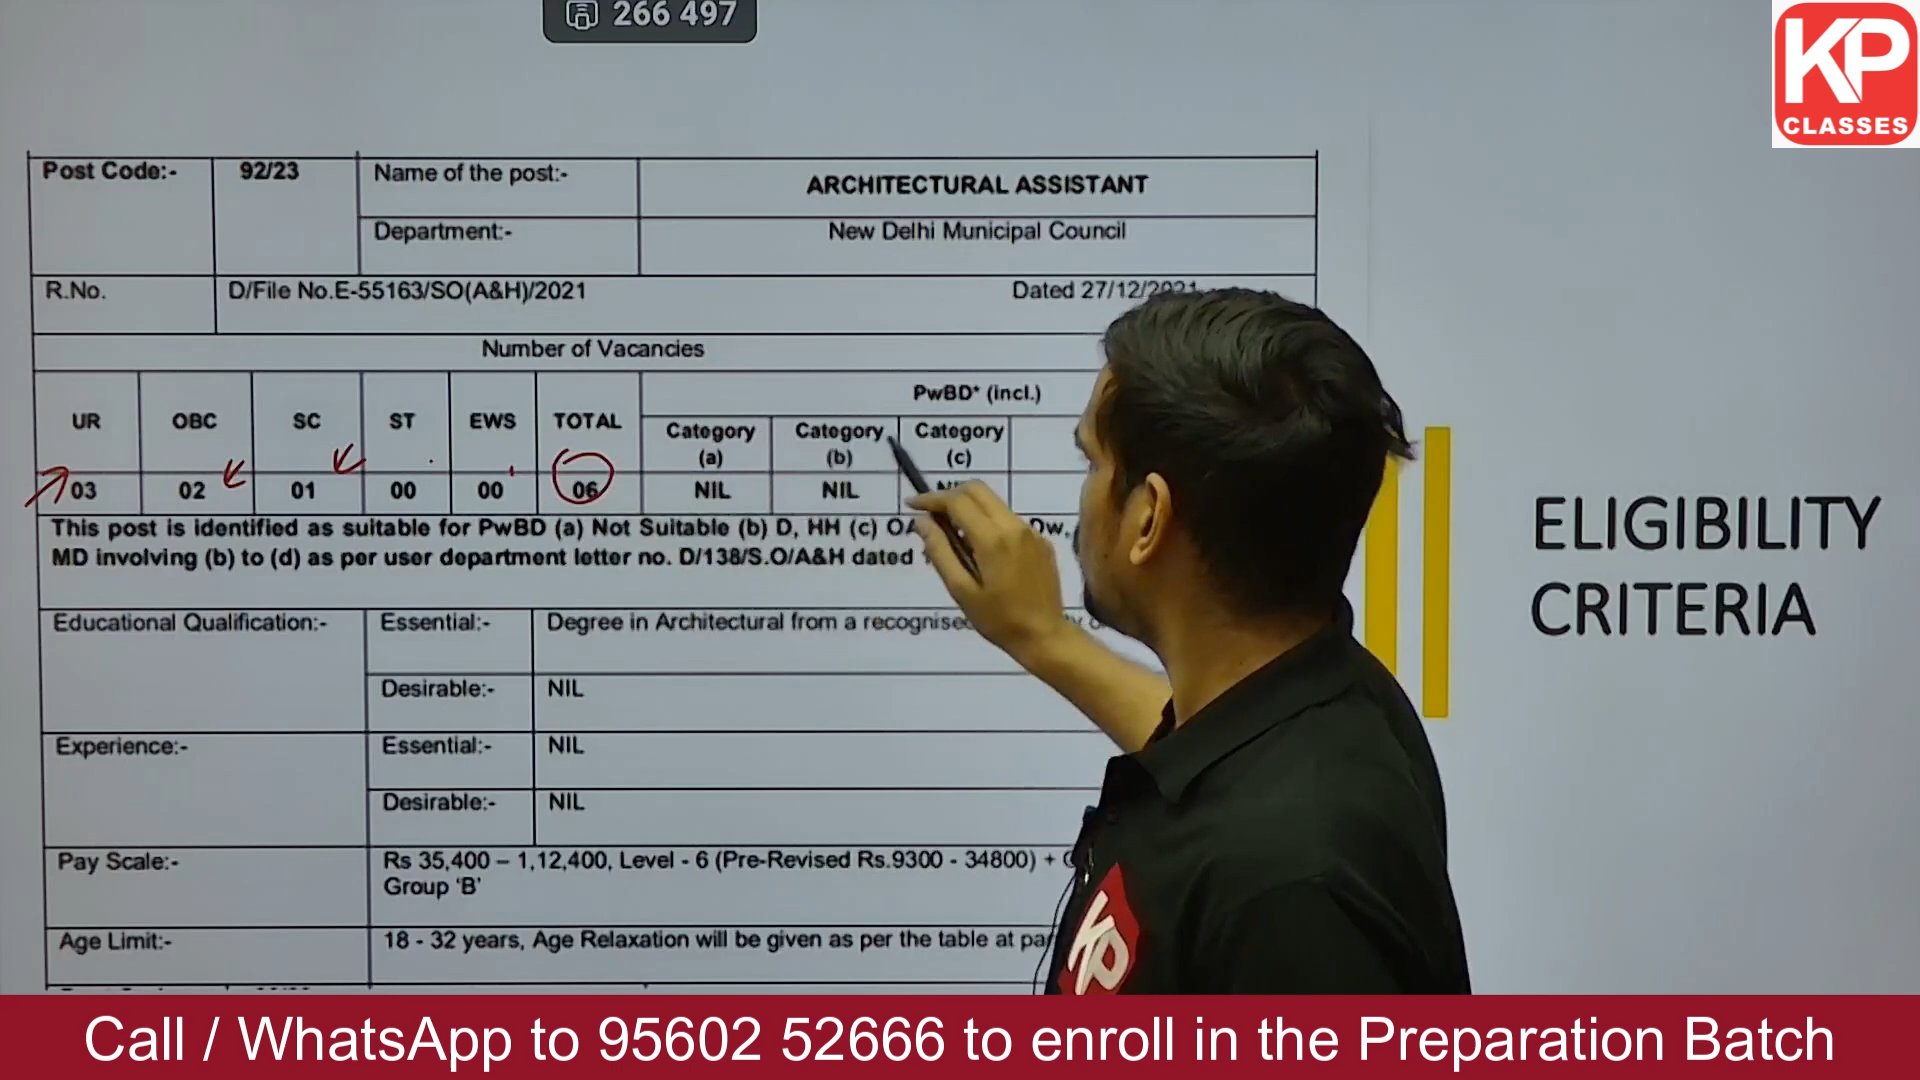 266 497
KP
CLASSES
Post Code:- 92/23 Name of the post:- ARCHITECTURAL ASSISTANT
Department:- New Delhi Municipal Council
R.No. D/File No.E-55163/SO(A&H)/2021 Dated 27/12/2021
Number of Vacancies
UR OBC SC ST EWS TOTAL PwBD* (incl.)
Category (a) Category (b) Category (c)
03 02 01 00 00 06 NIL NIL
This post is identified as suitable for PwBD (a) Not Suitable (b) D, HH (c) Dw,
MD involving (b) to (d) as per user department letter no. D/138/S.O/A&H dated
Educational Qualification:- Essential:- Degree in Architectural from a
Desirable:- NIL
Experience:- Essential:- NIL
Desirable:- NIL
Pay Scale:- Rs 35,400 – 1,12,400, Level - 6 (Pre-Revised Rs.9300 - 34800) +
Group ‘B’
Age Limit:- 18 - 32 years, Age Relaxation will be given as per the table at
ELIGIBILITY
CRITERIA
KP
Call / WhatsApp to 95602 52666 to enroll in the Preparation Batch